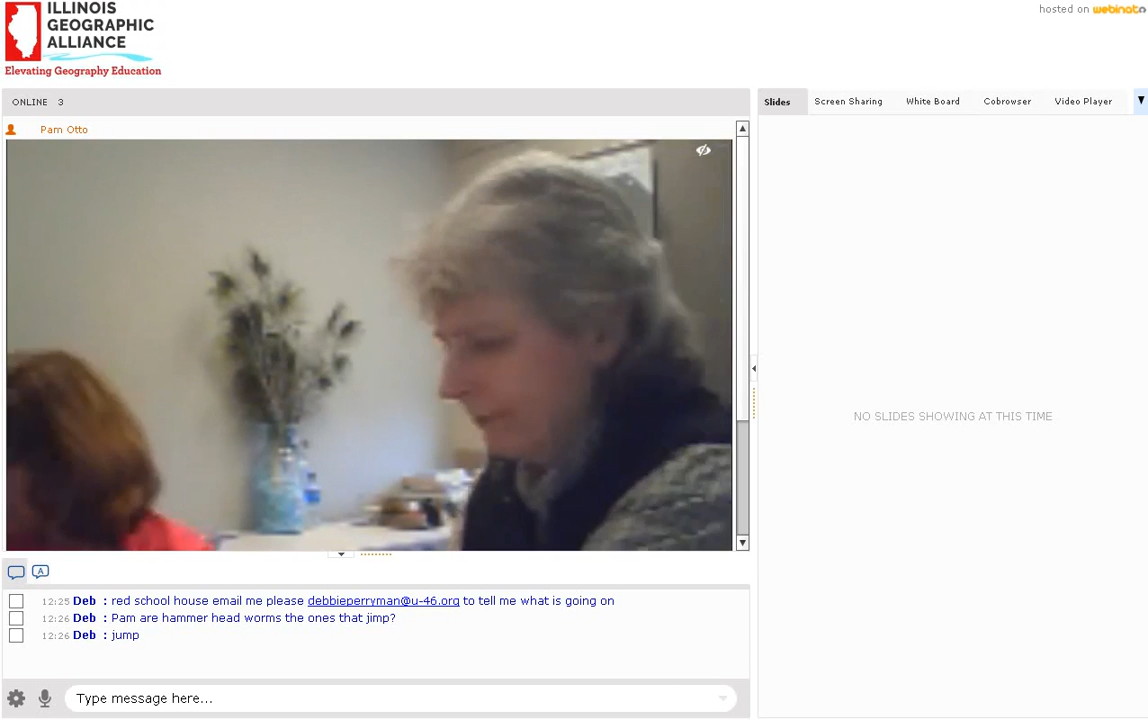 ILLINOIS
GEOGRAPHIC
ALLIANCE
Elevating Geography Education
hosted on webinato
ONLINE 3
Pam Otto
Slides Screen Sharing White Board Cobrowser Video Player
NO SLIDES SHOWING AT THIS TIME
A
12:25 Deb : red school house email me please debbieperryman@u-46.org to tell me what is going on
12:26 Deb : Pam are hammer head worms the ones that jimp?
12:26 Deb : jump
Type message here...